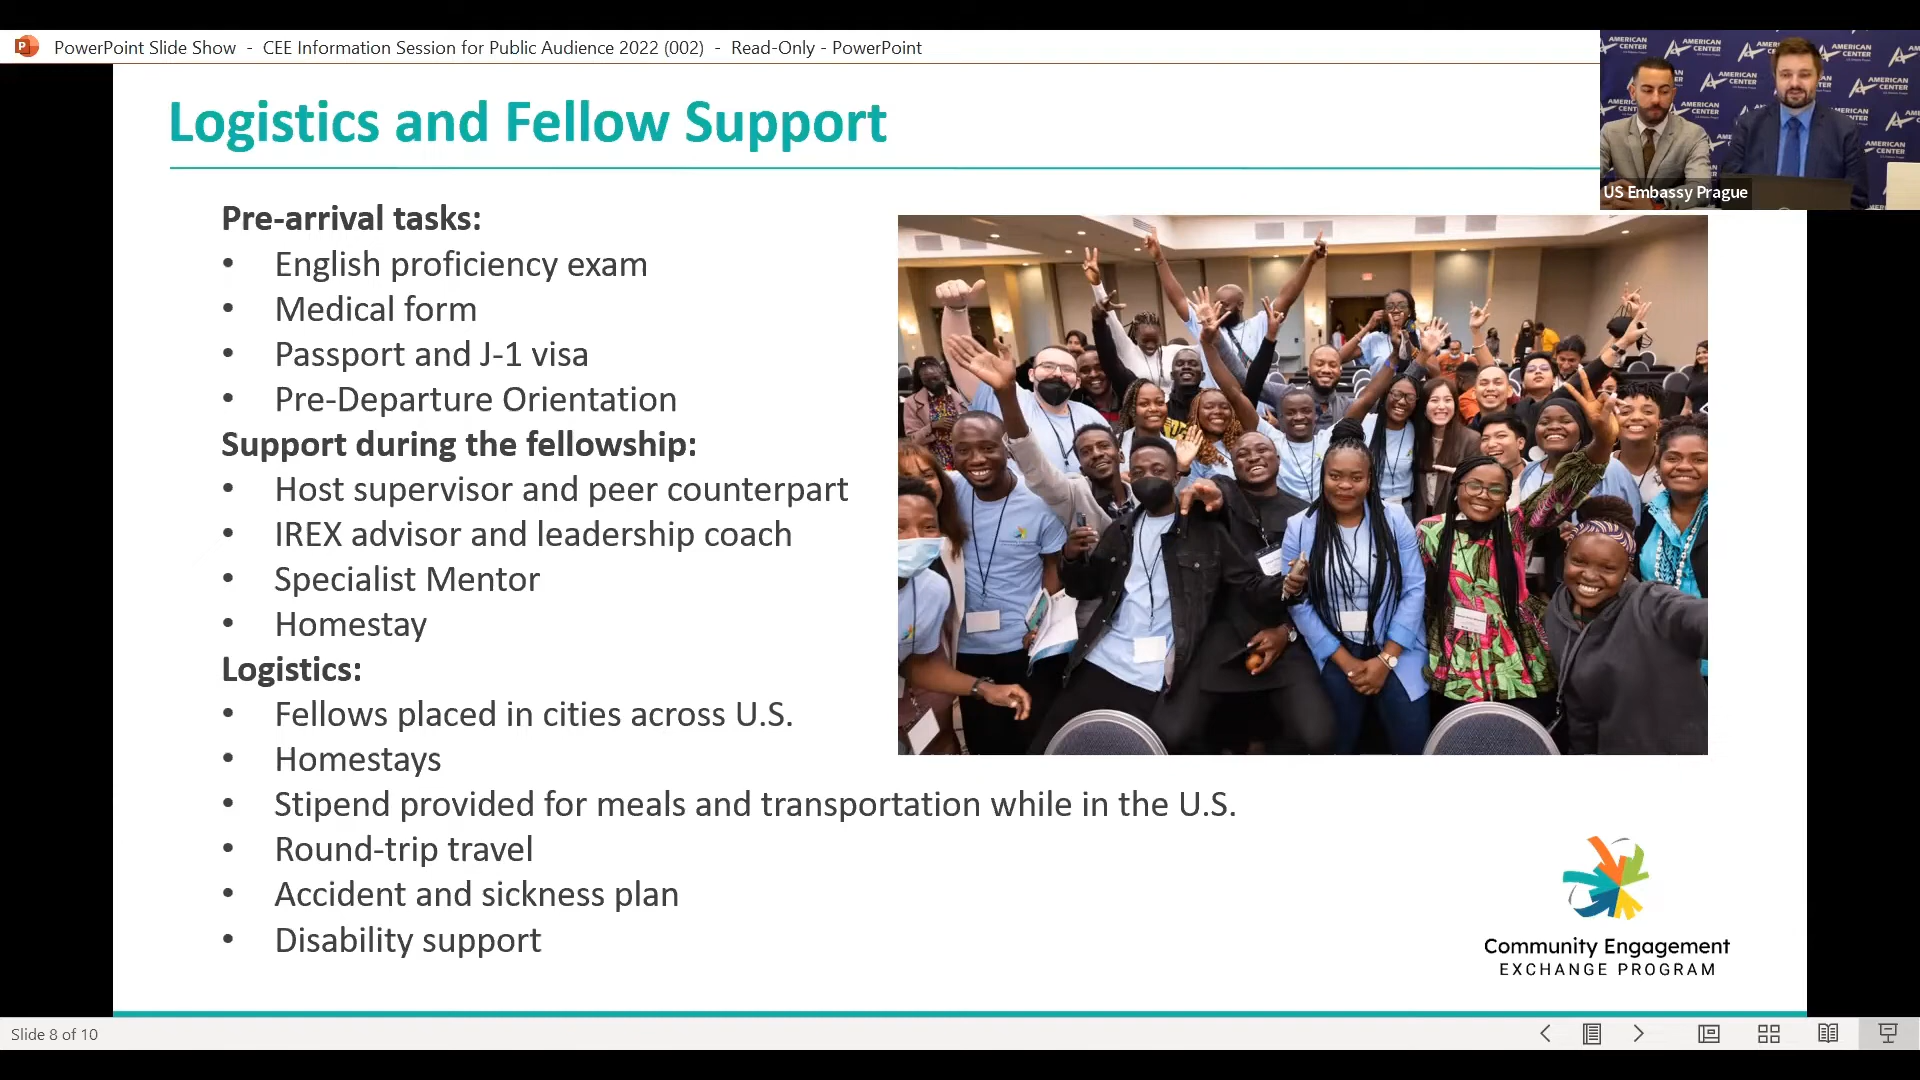 PowerPoint Slide Show - CEE Information Session for Public Audience 2022 (002) - Read-Only - PowerPoint
AMERICAN CENTER
US Embassy Prague
Logistics and Fellow Support
Pre-arrival tasks:
• English proficiency exam
• Medical form
• Passport and J-1 visa
• Pre-Departure Orientation
Support during the fellowship:
• Host supervisor and peer counterpart
• IREX advisor and leadership coach
• Specialist Mentor
• Homestay
Logistics:
• Fellows placed in cities across U.S.
• Homestays
• Stipend provided for meals and transportation while in the U.S.
• Round-trip travel
• Accident and sickness plan
• Disability support
Community Engagement
EXCHANGE PROGRAM
Slide 8 of 10